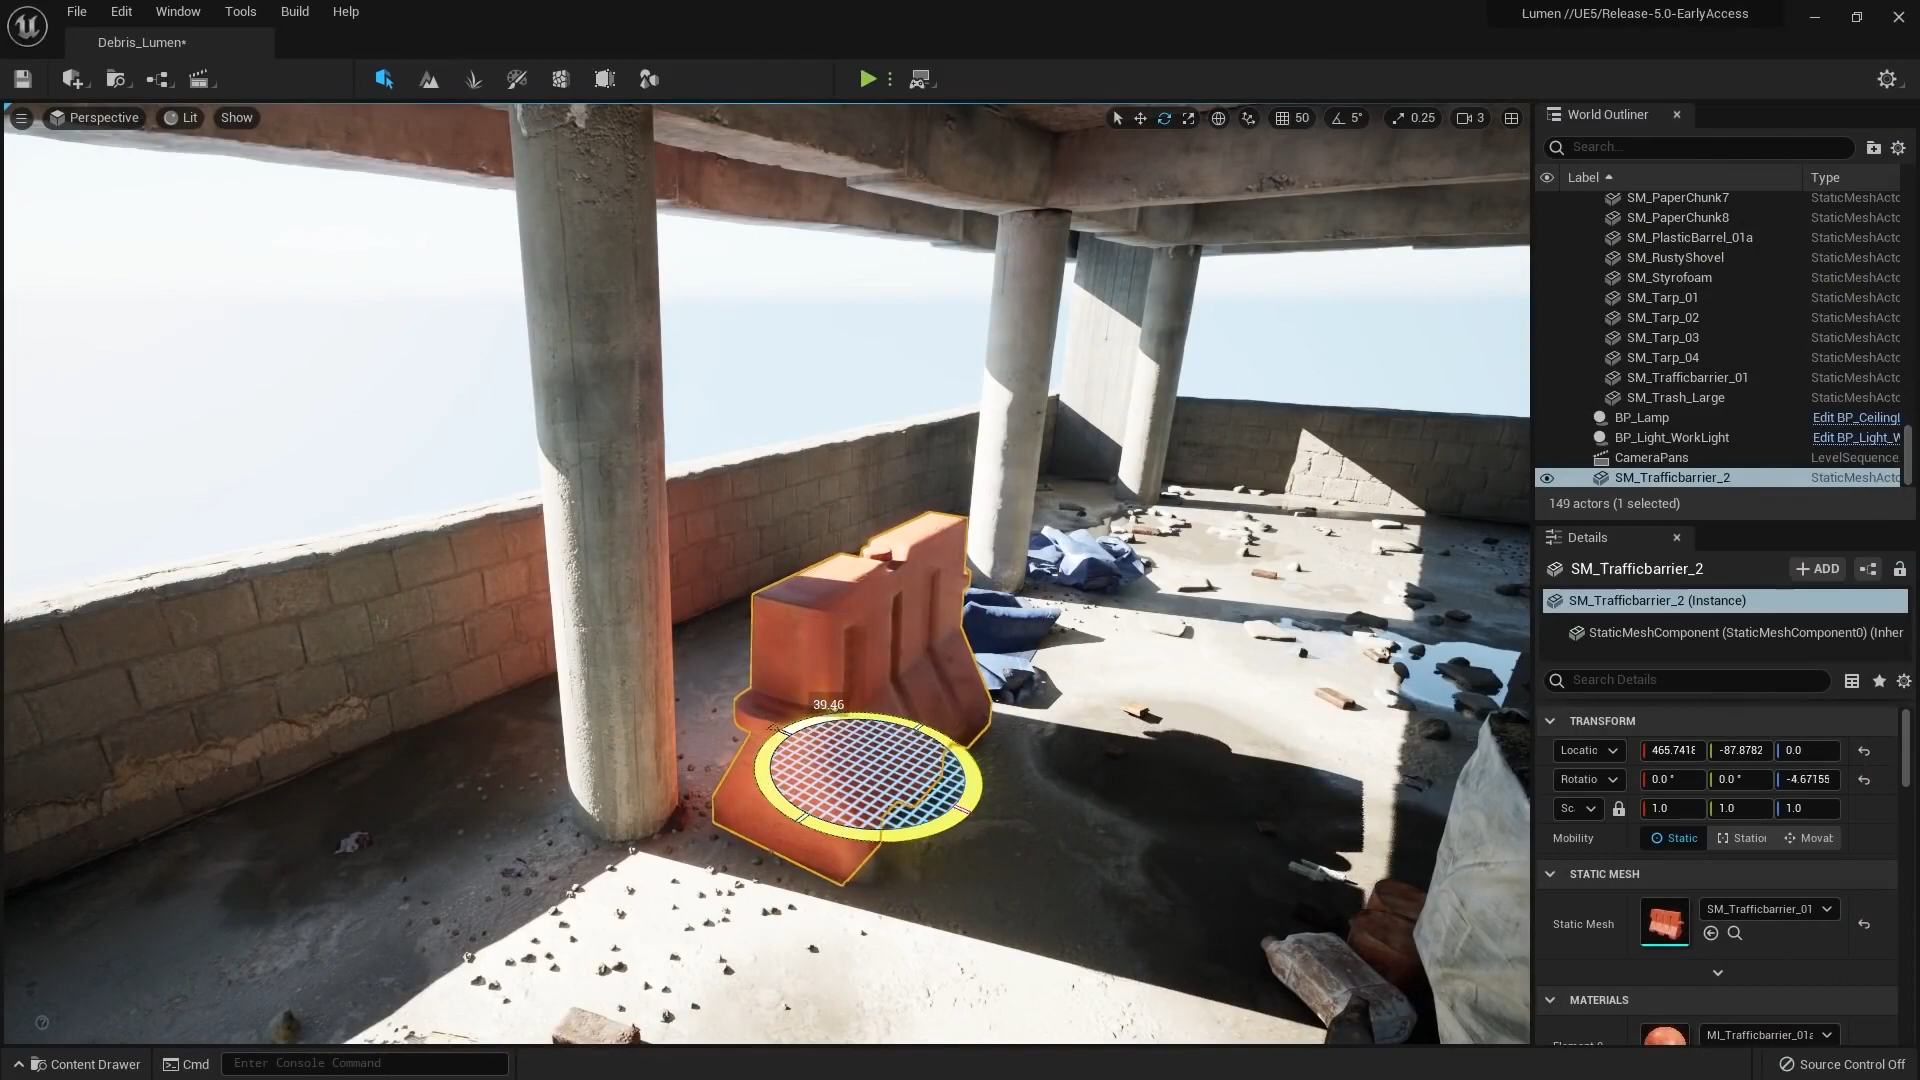 File Edit Window Tools Build Help
Lumen //UE5/Release-5.0-EarlyAccess
Debris_Lumen*
Perspective Lit Show
50 5° 0.25 3
39.46
World Outliner
Search...
Label Type
SM_PaperChunk7 StaticMeshActo
SM_PaperChunk8 StaticMeshActo
SM_PlasticBarrel_01a StaticMeshActo
SM_RustyShovel StaticMeshActo
SM_Styrofoam StaticMeshActo
SM_Tarp_01 StaticMeshActo
SM_Tarp_02 StaticMeshActo
SM_Tarp_03 StaticMeshActo
SM_Tarp_04 StaticMeshActo
SM_Trafficbarrier_01 StaticMeshActo
SM_Trash_Large StaticMeshActo
BP_Lamp Edit BP_CeilingL
BP_Light_WorkLight Edit BP_Light_W
CameraPans LevelSequence
SM_Trafficbarrier_2 StaticMeshActo
149 actors (1 selected)
Details
SM_Trafficbarrier_2
+ ADD
SM_Trafficbarrier_2 (Instance)
StaticMeshComponent (StaticMeshComponent0) (Inher
Search Details
TRANSFORM
Locatic 465.7418 -87.8782 0.0
Rotatio 0.0 ° 0.0 ° -4.67155
Sc 1.0 1.0 1.0
Mobility Static Station Movab
STATIC MESH
Static Mesh SM_Trafficbarrier_01
MATERIALS
MI_Trafficbarrier_01a
Content Drawer Cmd Enter Console Command
Source Control Off